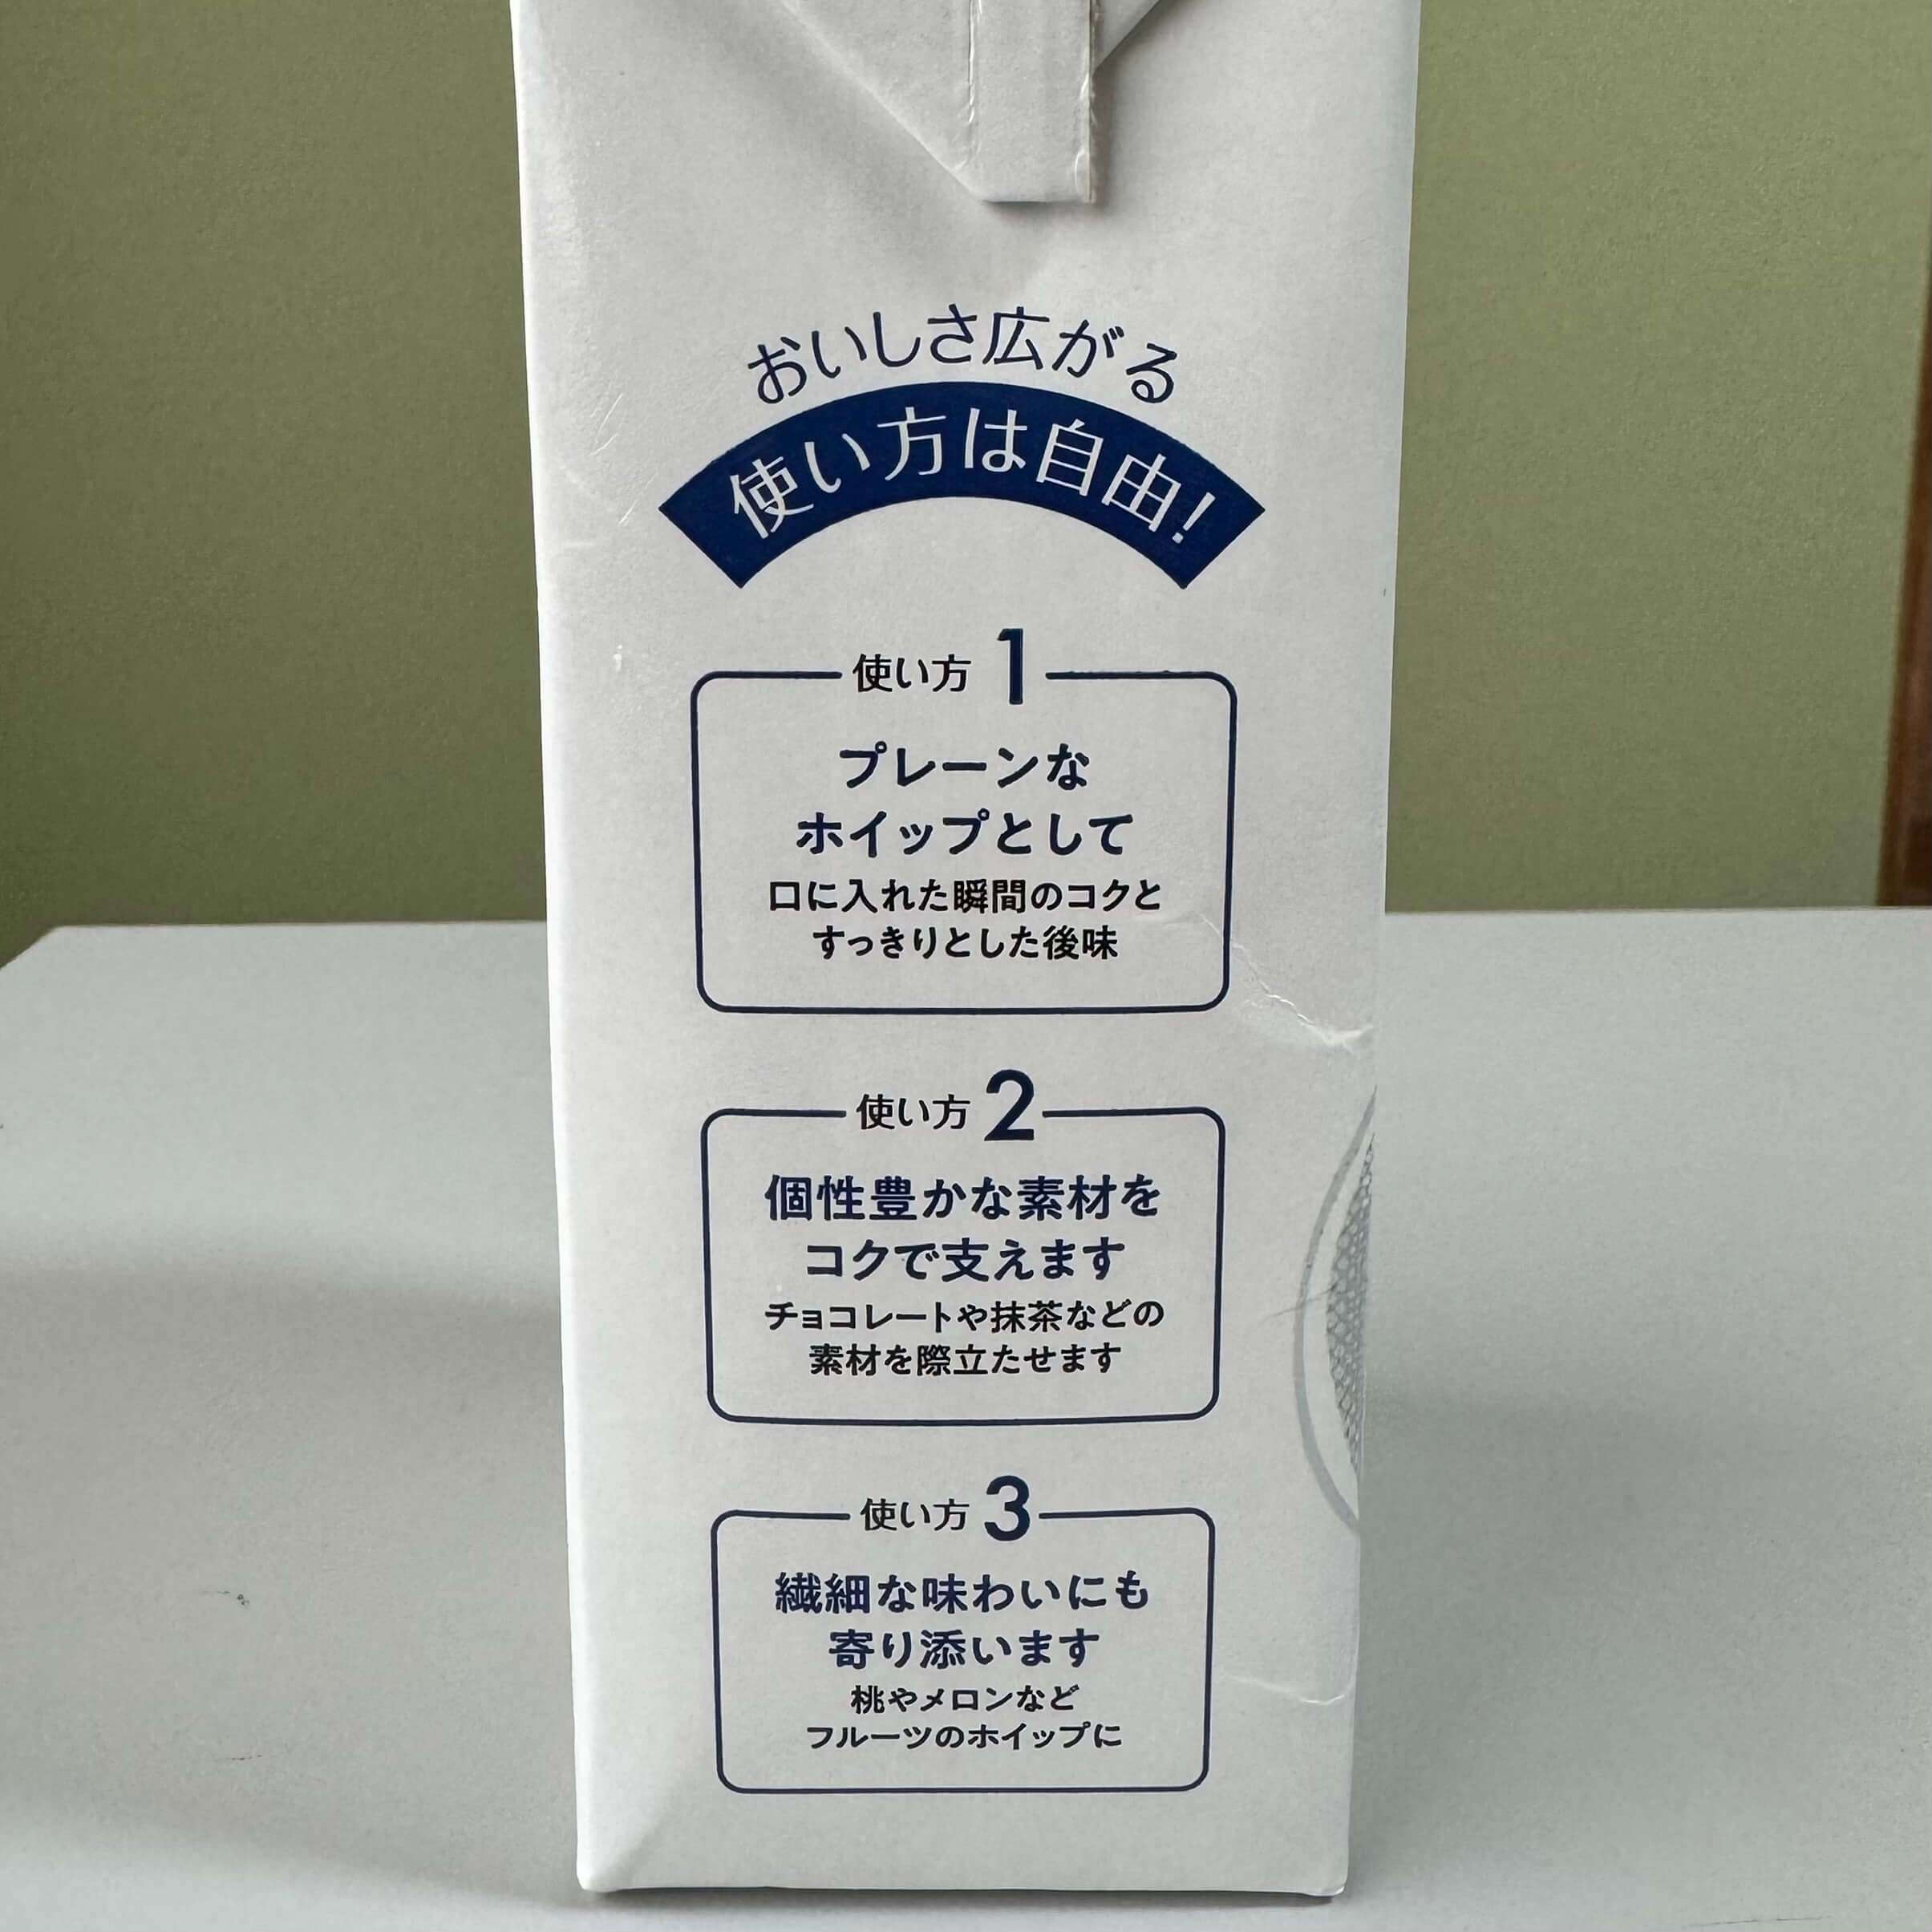 おいしさ広がる
使い方は自由!
使い方 1
プレーンな
ホイップとして
口に入れた瞬間のコクと
すっきりとした後味
使い方 2
個性豊かな素材を
コクで支えます
チョコレートや抹茶などの
素材を際立たせます
使い方 3
繊細な味わいにも
寄り添います
桃やメロンなど
フルーツのホイップに